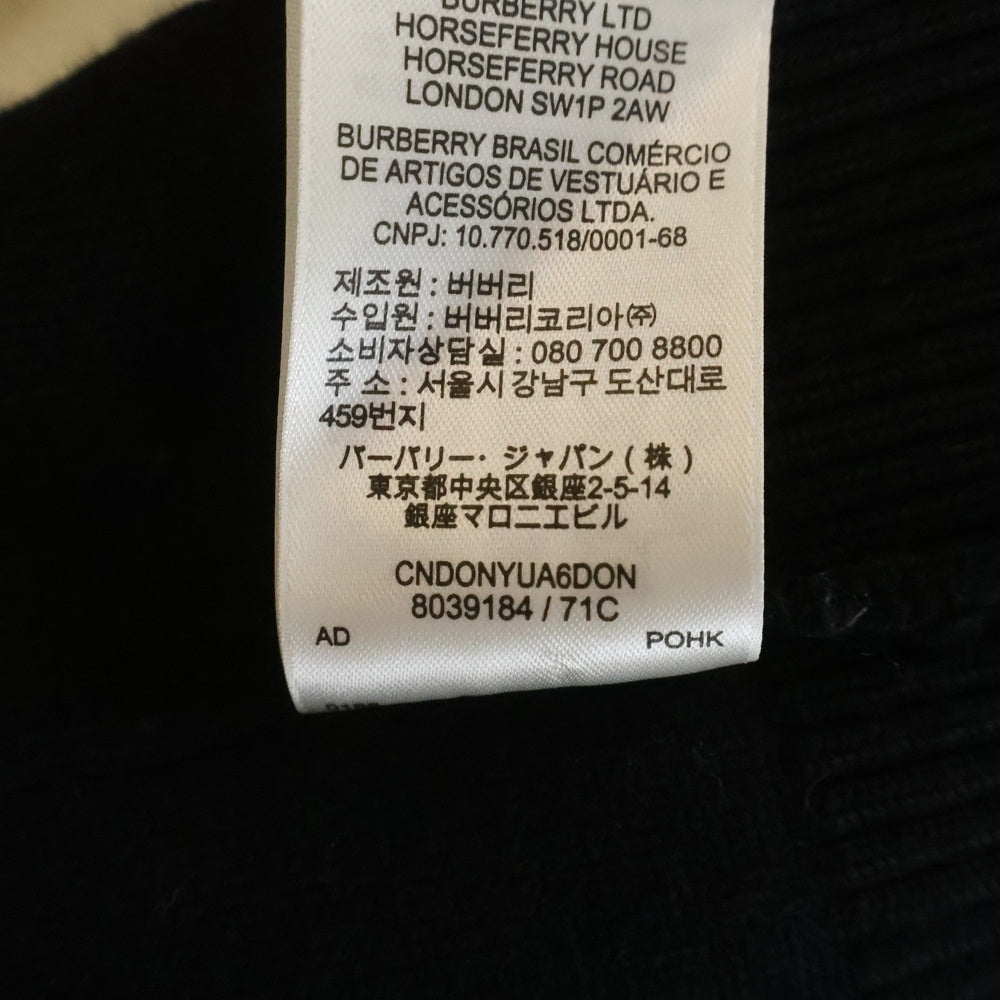 BURBERRY LTD
HORSEFERRY HOUSE
HORSEFERRY ROAD
LONDON SW1P 2AW
BURBERRY BRASIL COMÉRCIO
DE ARTIGOS DE VESTUÁRIO E
ACESSÓRIOS LTDA.
CNPJ: 10.770.518/0001-68
제조원 : 버버리
수입원 : 버버리코리아㈜
소비자상담실 : 080 700 8800
주 소 : 서울시 강남구 도산대로
459번지
バーバリー・ジャパン ( 株 )
東京都中央区銀座2-5-14
銀座マロニエビル
CNDONYUA6DON
8039184 / 71C
AD POHK